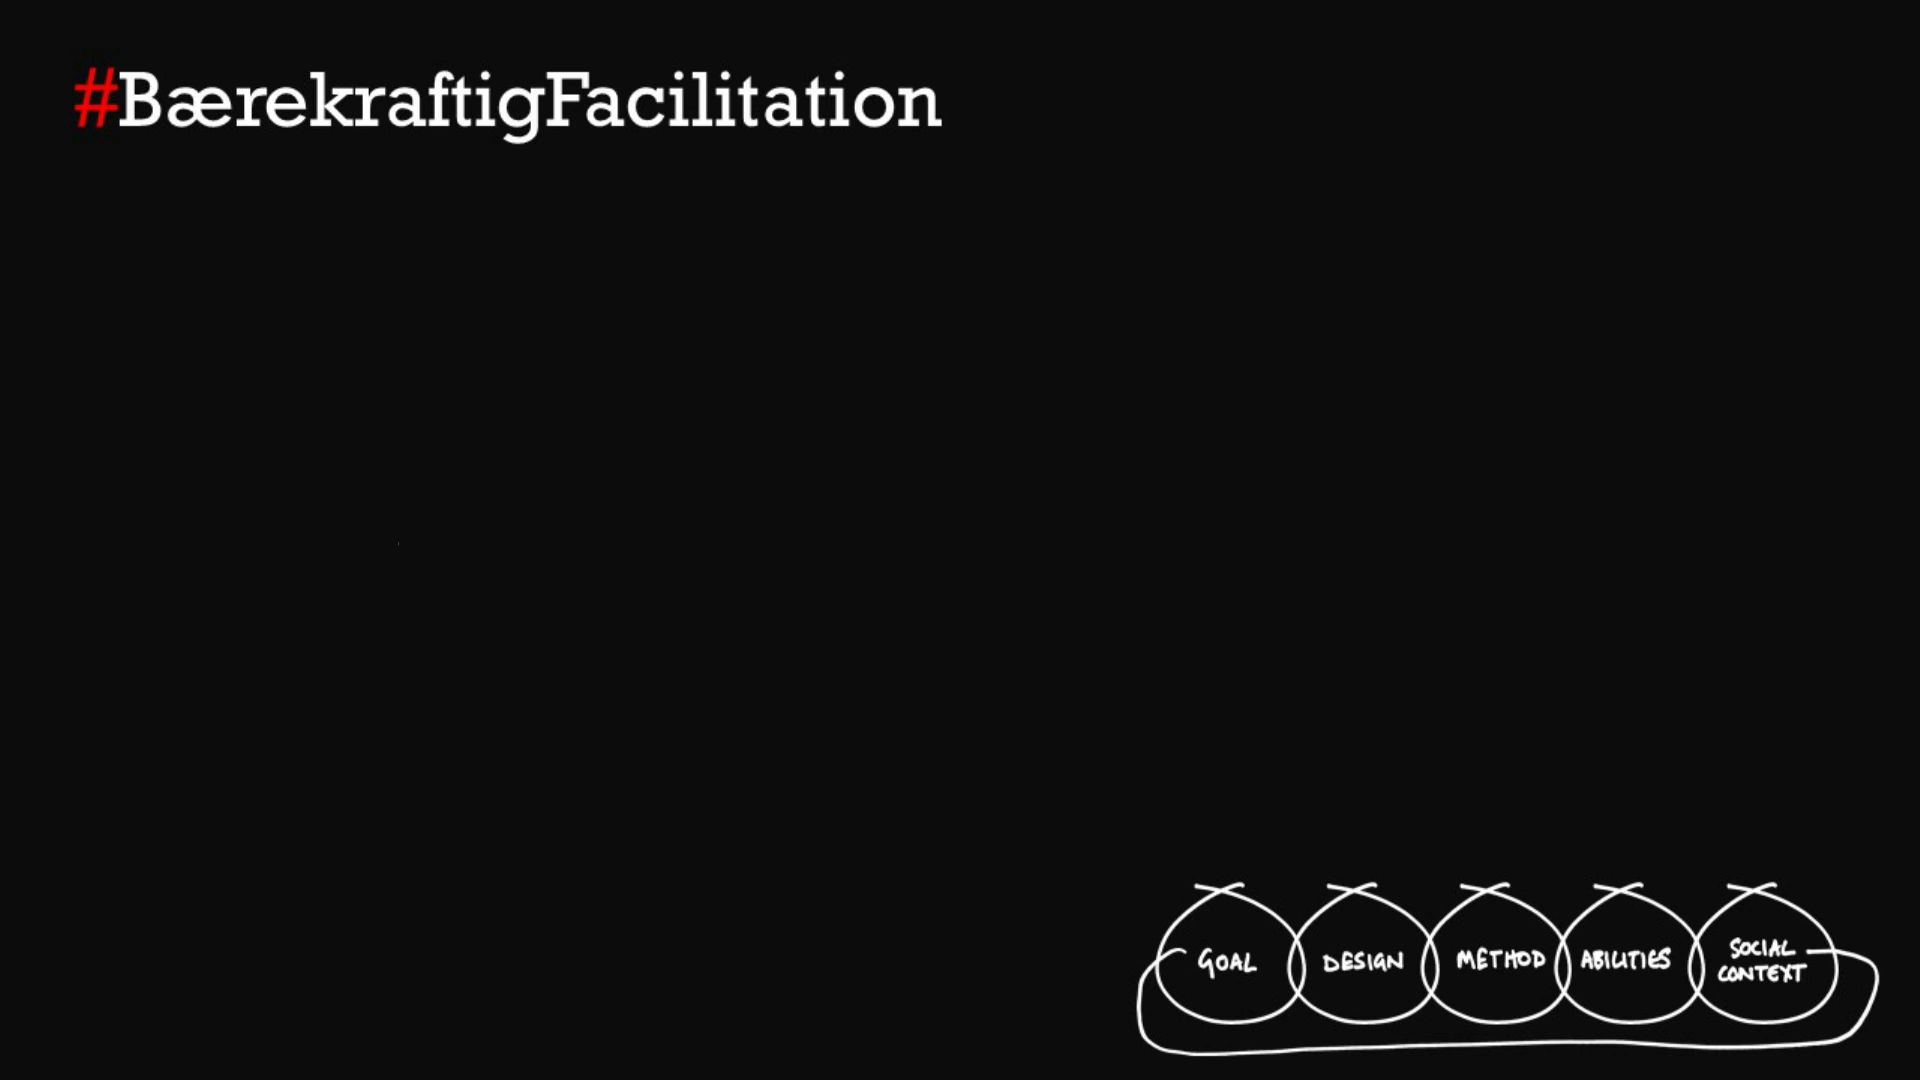 #BærekraftigFacilitation
GOAL
DESIGN
METHOD
ABILITIES
SOCIAL
CONTEXT